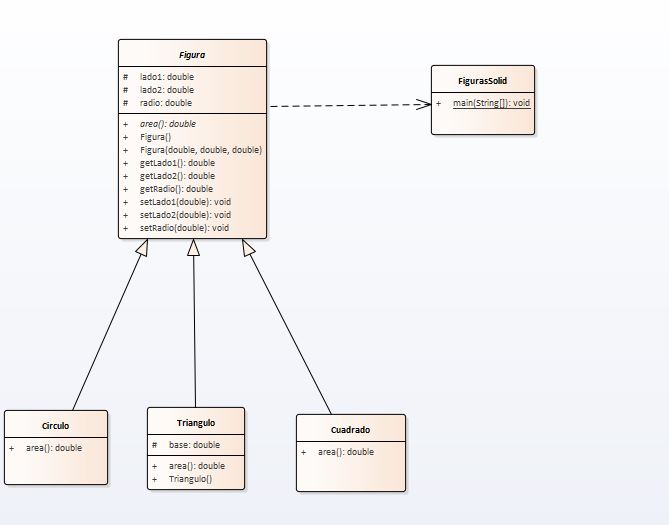 Figura
# lado1: double
# lado2: double
# radio: double
+ area(): double
+ Figura()
+ Figura(double, double, double)
+ getLado1(): double
+ getLado2(): double
+ getRadio(): double
+ setLado1(double): void
+ setLado2(double): void
+ setRadio(double): void
FigurasSolid
+ main(String[]): void
Circulo
+ area(): double
Triangulo
# base: double
+ area(): double
+ Triangulo()
Cuadrado
+ area(): double